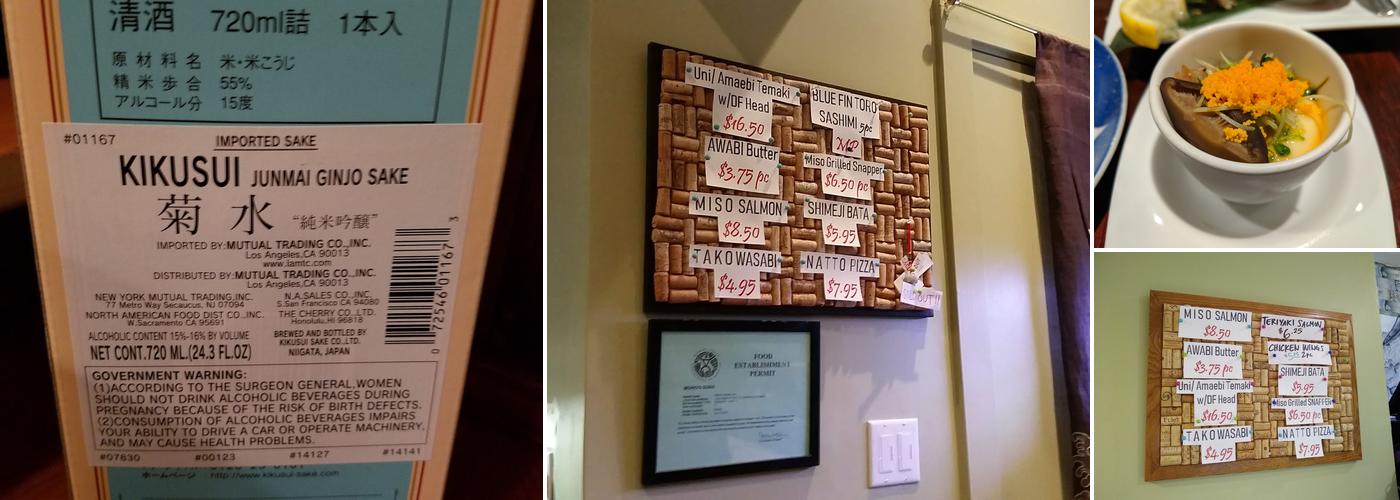 清酒 720ml詰 1本入
原材料名 米・米こうじ
精米歩合 55%
アルコール分 15度
#01167
IMPORTED SAKE
KIKUSUI JUNMAI GINJO SAKE
菊水 "純米吟醸"
IMPORTED BY:MUTUAL TRADING CO.,INC.
Los Angeles,CA 90013
www.lamtc.com
DISTRIBUTED BY:MUTUAL TRADING CO.,INC.
Los Angeles,CA 90013
NEW YORK MUTUAL TRADING,INC.
77 Metro Way Secaucus, NJ 07094
NORTH AMERICAN FOOD DIST CO., INC.
W.Sacramento CA 95691
N.A.SALES CO.,INC.
S.San Francisco, CA 94080
THE CHERRY CO.,LTD.
Honolulu,HI 96818
ALCOHOLIC CONTENT 15%-16% BY VOLUME
NET CONT.720 ML.(24.3 FL.OZ)
BREWED AND BOTTLED BY
KIKUSUI SAKE CO.,LTD.
NIIGATA, JAPAN
0 72546 01167 3
GOVERNMENT WARNING:
(1)ACCORDING TO THE SURGEON GENERAL,WOMEN
SHOULD NOT DRINK ALCOHOLIC BEVERAGES DURING
PREGNANCY BECAUSE OF THE RISK OF BIRTH DEFECTS.
(2)CONSUMPTION OF ALCOHOLIC BEVERAGES IMPAIRS
YOUR ABILITY TO DRIVE A CAR OR OPERATE MACHINERY,
AND MAY CAUSE HEALTH PROBLEMS.
#07630 #00123 #14127 #14141
ホームページ http://www.kikusui-sake.com
Uni/ Amaebi Temaki
w/DF Head
$16.50
AWABI Butter
$3.75 pc
MISO SALMON
$8.50
TAKO WASABI
$4.95
BLUE FIN TORO
SASHIMI 5pc
MP
Miso Grilled Snapper
$6.50 pc
SHIMEJI BATA
$5.95
NATTO PIZZA
$7.95
FOOD
ESTABLISHMENT
PERMIT
MISO SALMON
$8.50
AWABI Butter
$3.75 pc
Uni/ Amaebi Temaki
w/DF Head
$16.50
TAKO WASABI
$4.95
TERIYAKI SALMON
$6.25
CHICKEN WINGS
2pc
SHIMEJI BATA
$5.95
Miso Grilled SNAPPER
$6.50 pc
NATTO PIZZA
$7.95